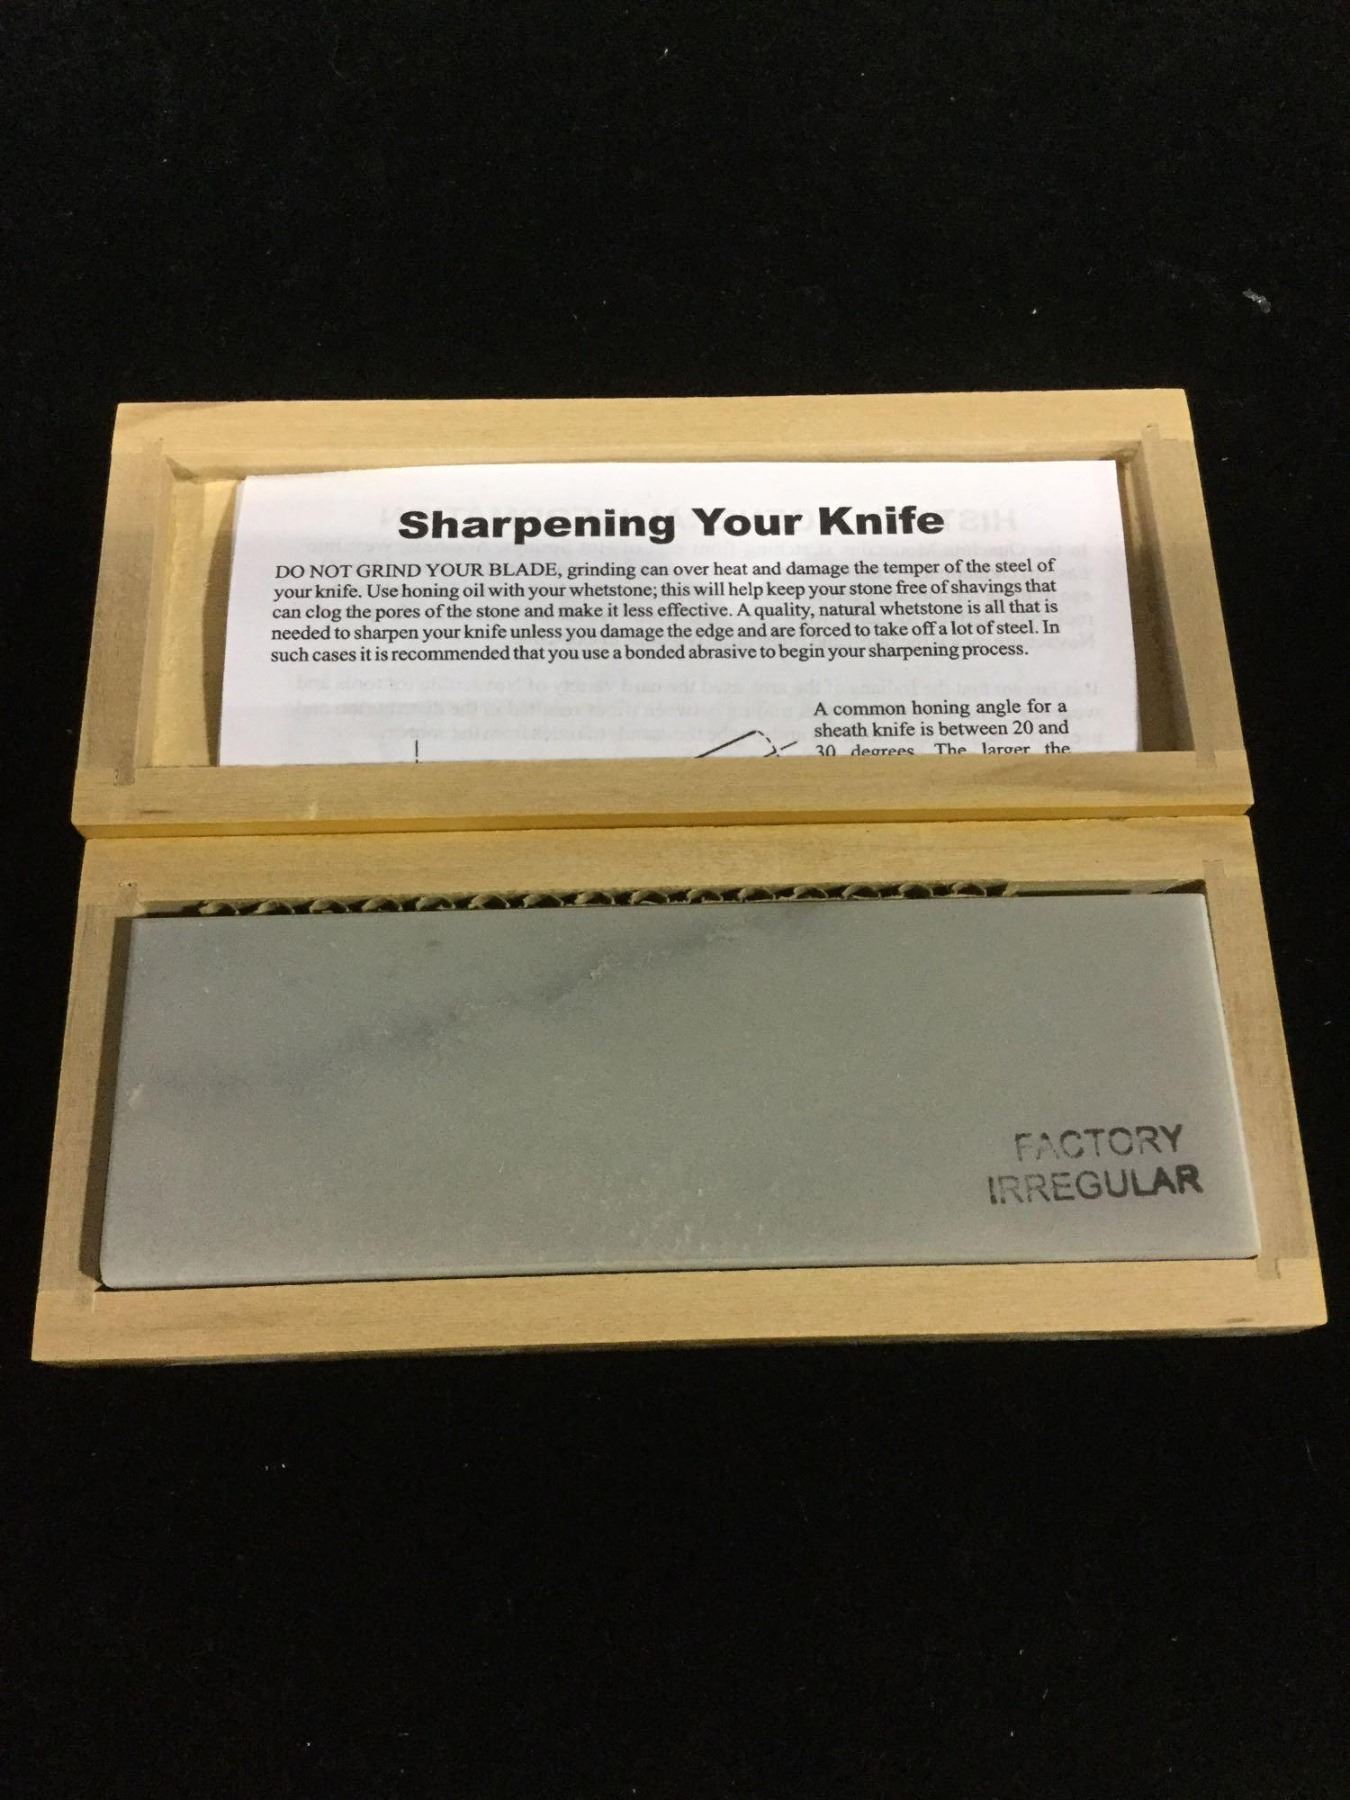 Sharpening Your Knife
DO NOT GRIND YOUR BLADE, grinding can over heat and damage the temper of the steel of
your knife. Use honing oil with your whetstone; this will help keep your stone free of shavings that
can clog the pores of the stone and make it less effective. A quality, natural whetstone is all that is
needed to sharpen your knife unless you damage the edge and are forced to take off a lot of steel. In
such cases it is recommended that you use a bonded abrasive to begin your sharpening process.
A common honing angle for a
sheath knife is between 20 and
30 degrees. The larger the
FACTORY
IRREGULAR